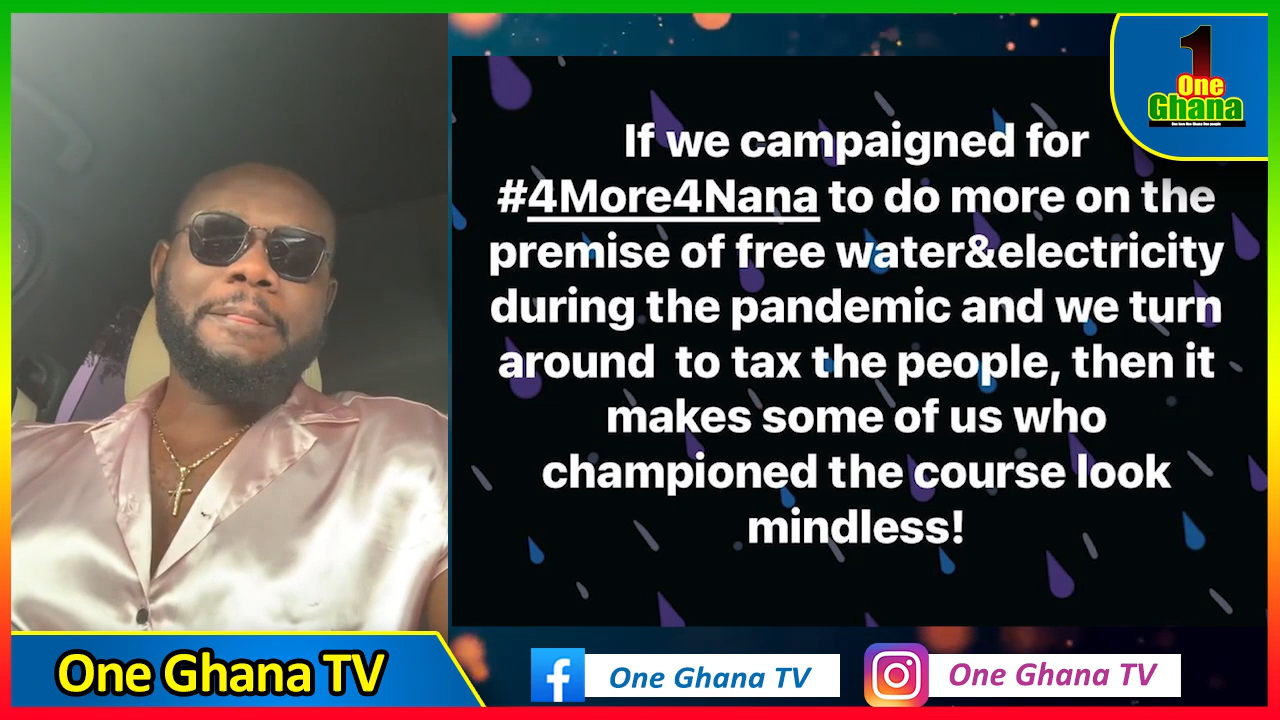 1
One
Ghana
If we campaigned for
#4More4Nana to do more on the
premise of free water&electricity
during the pandemic and we turn
around to tax the people, then it
makes some of us who
championed the course look
mindless!
One Ghana TV
One Ghana TV
One Ghana TV